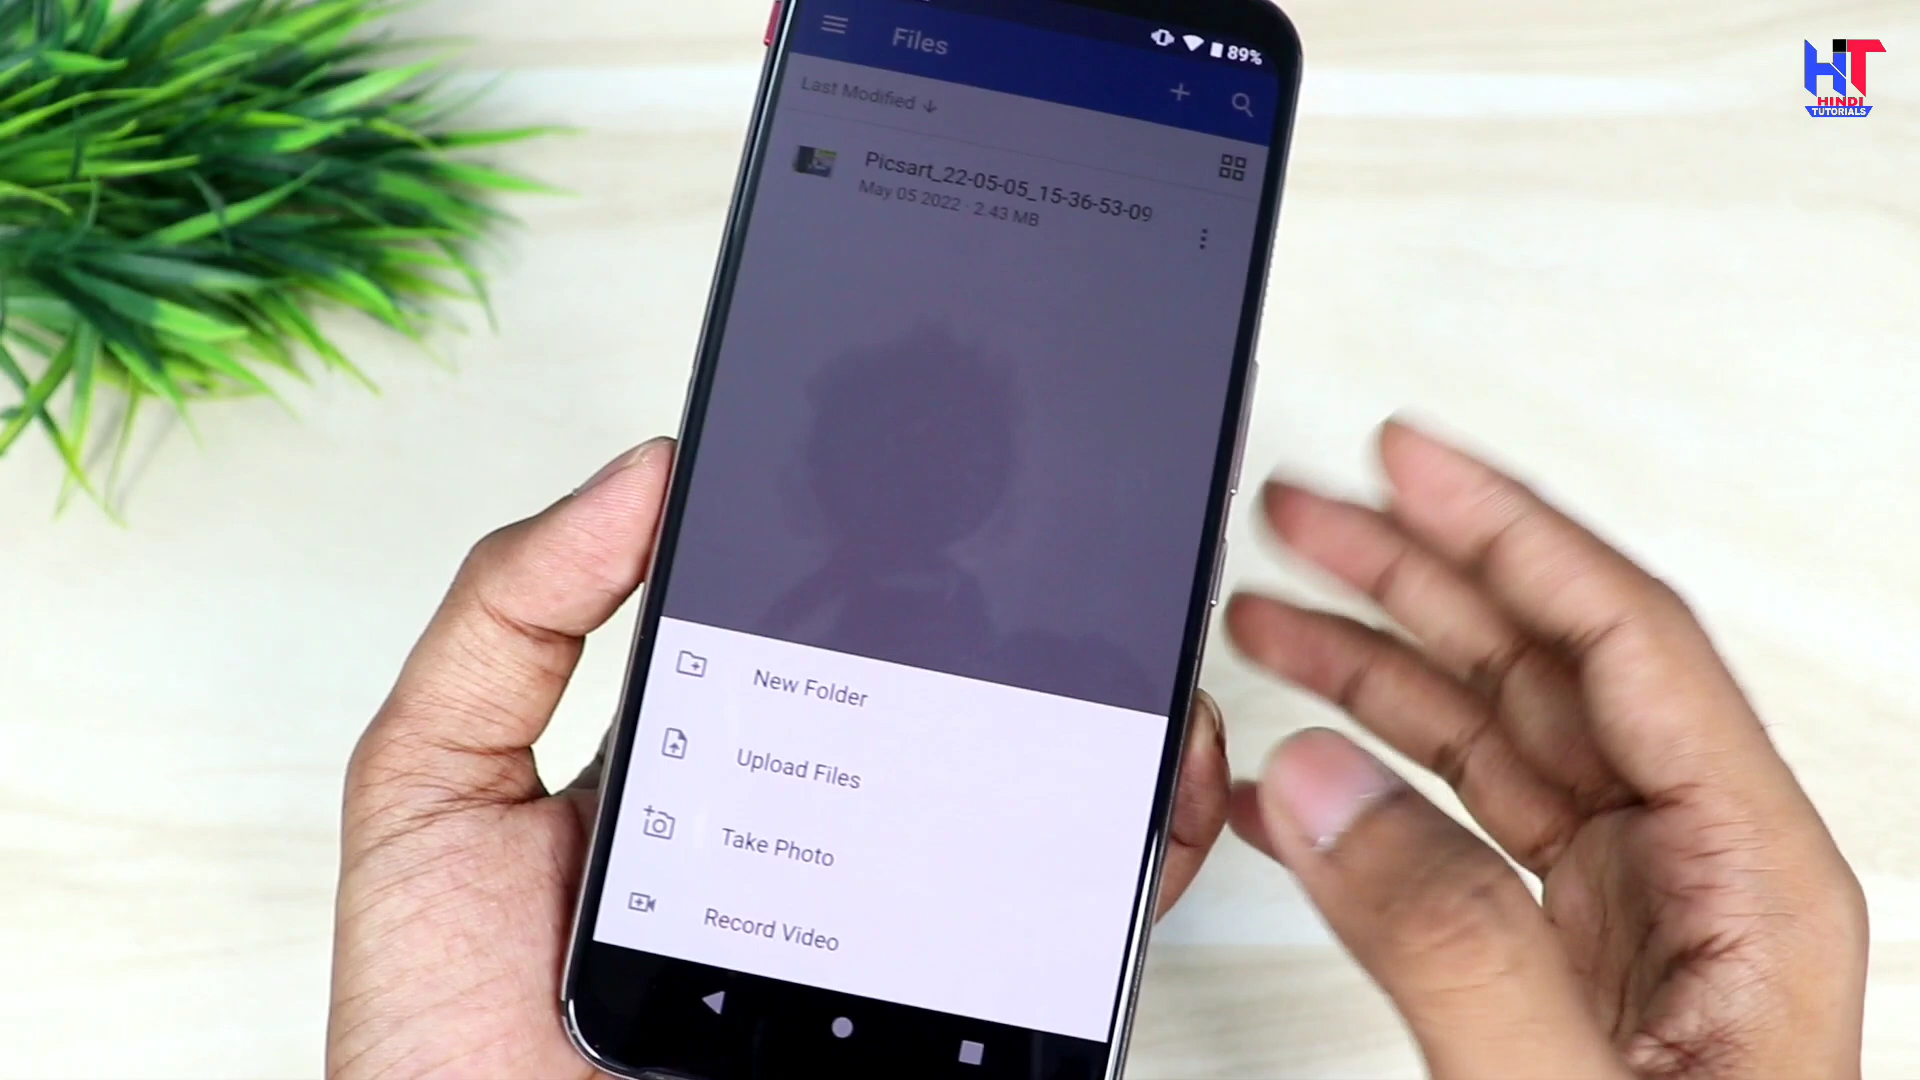 89%
Files
Last Modified ↓
Picsart_22-05-05_15-36-53-09
May 05 2022 · 2.43 MB
New Folder
Upload Files
Take Photo
Record Video
HT
HINDI
TUTORIALS